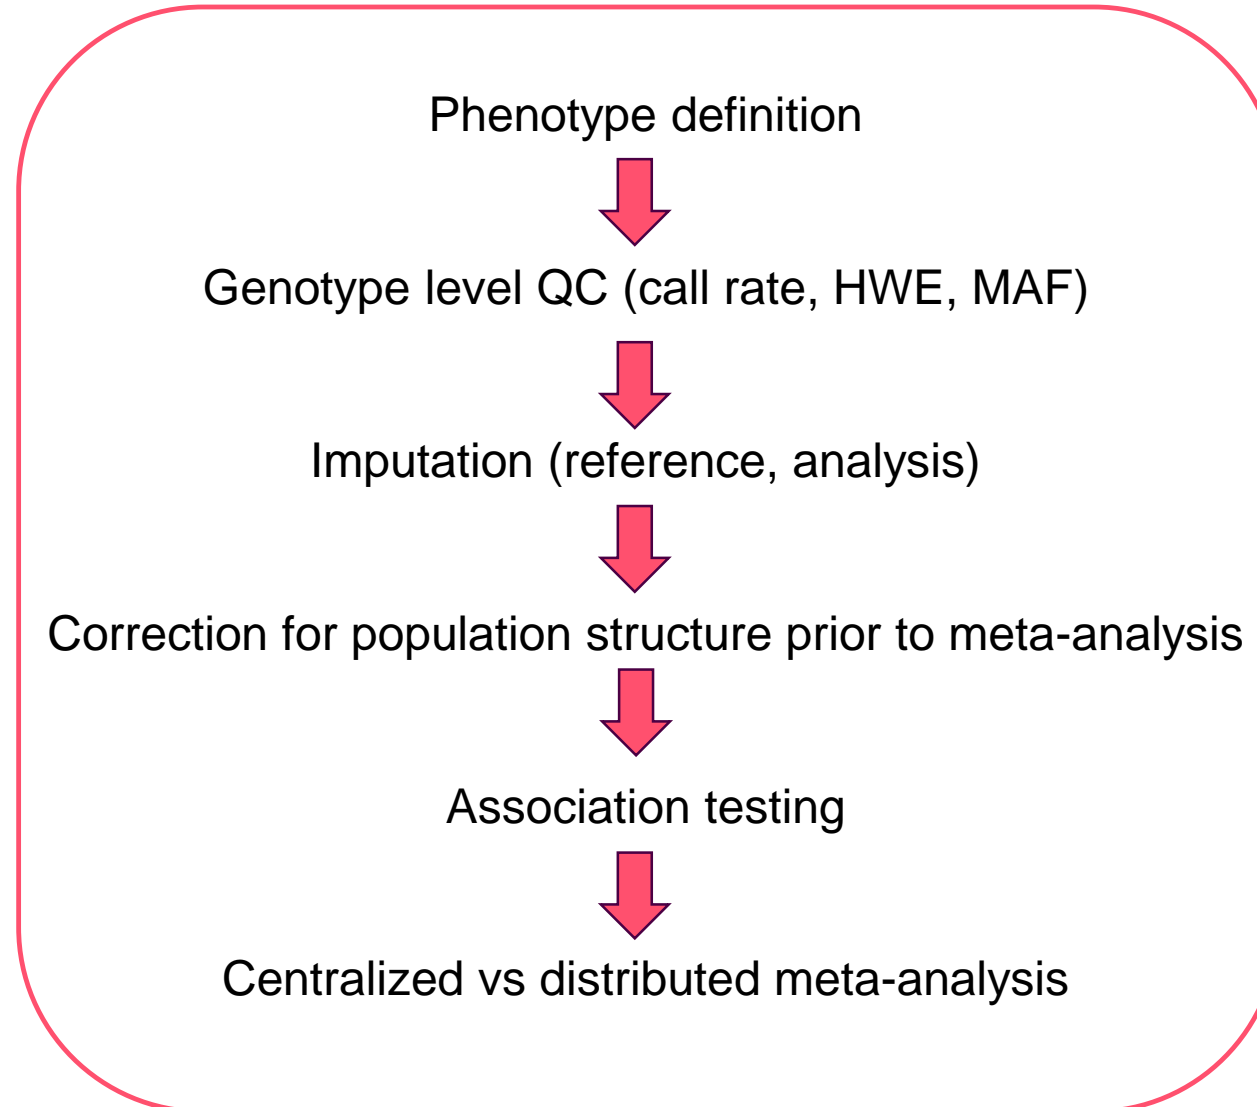 Phenotype definition
Genotype level QC (call rate, HWE, MAF)
Imputation (reference, analysis)
Correction for population structure prior to meta-analysis
Association testing
Centralized vs distributed meta-analysis